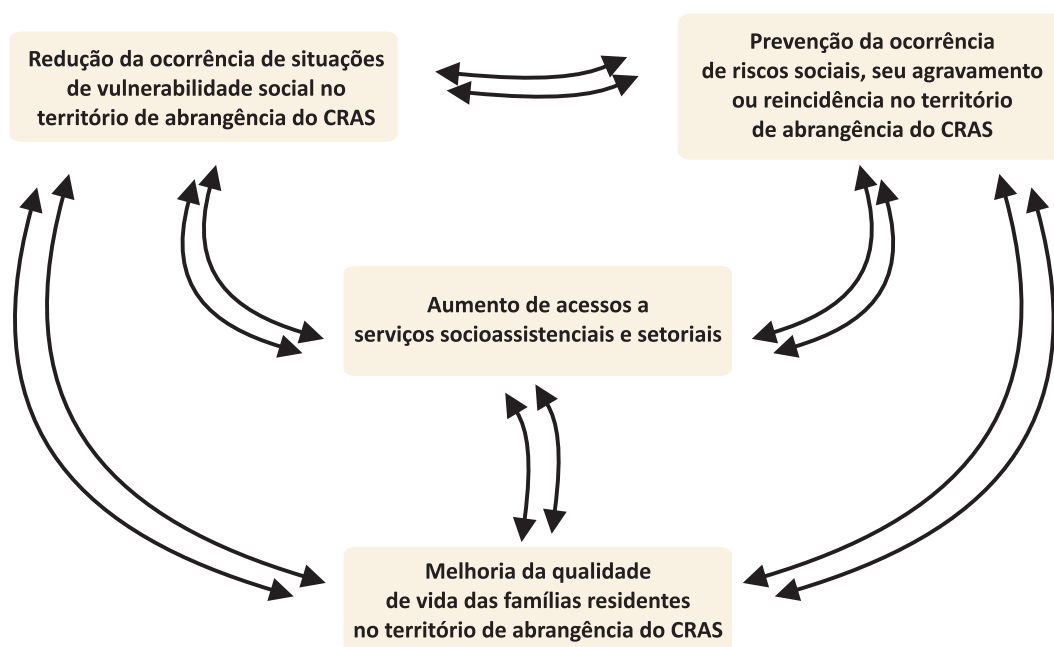 Redução da ocorrência de situações
de vulnerabilidade social no
território de abrangência do CRAS
Prevenção da ocorrência
de riscos sociais, seu agravamento
ou reincidência no território
de abrangência do CRAS
Aumento de acessos a
serviços socioassistenciais e setoriais
Melhoria da qualidade
de vida das famílias residentes
no território de abrangência do CRAS